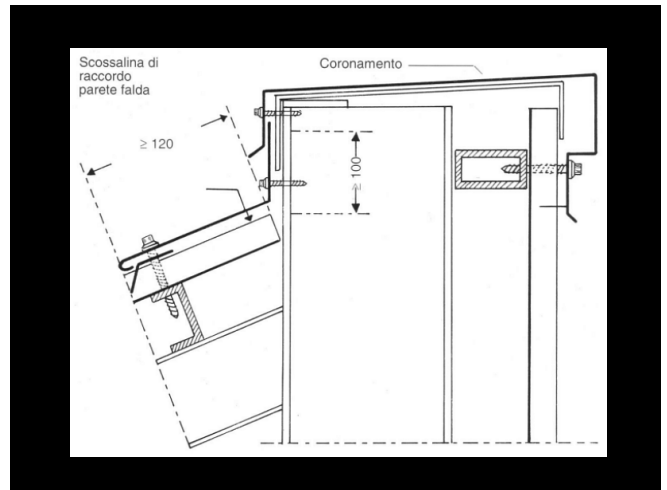 Scossalina di
raccordo
parete falda
Coronamento
≥ 120
≥ 100